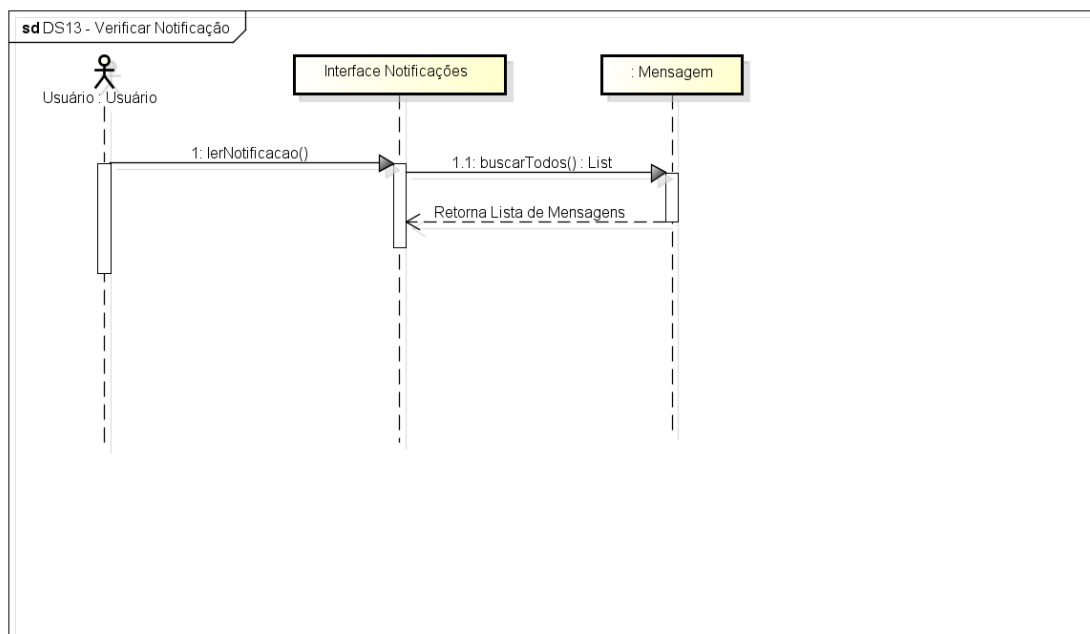 sd DS13 - Verificar Notificação
Usuário : Usuário
Interface Notificações
: Mensagem
1: lerNotificacao()
1.1: buscarTodos() : List
Retorna Lista de Mensagens